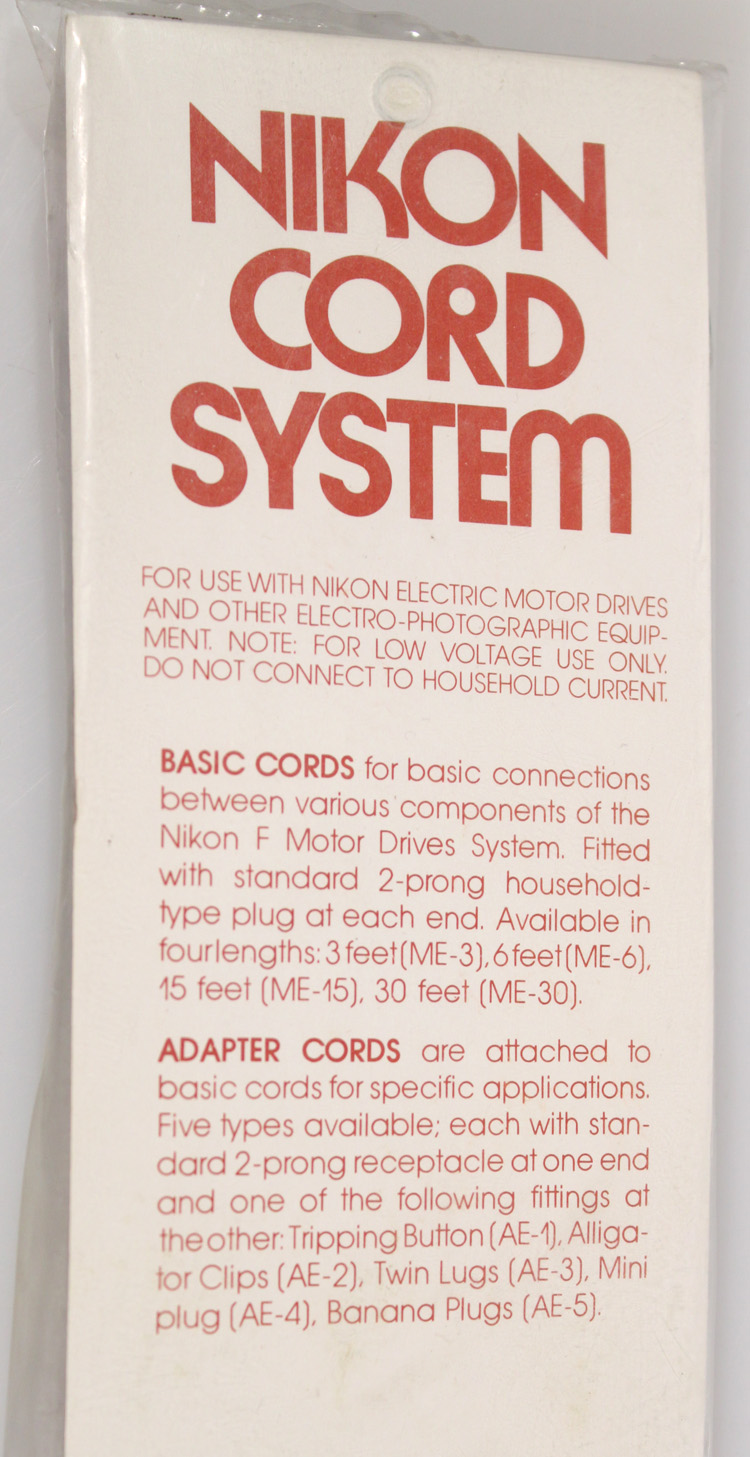 NIKON
CORD
SYSTEM
FOR USE WITH NIKON ELECTRIC MOTOR DRIVES
AND OTHER ELECTRO-PHOTOGRAPHIC EQUIP-
MENT. NOTE: FOR LOW VOLTAGE USE ONLY.
DO NOT CONNECT TO HOUSEHOLD CURRENT.
BASIC CORDS for basic connections
between various components of the
Nikon F Motor Drives System. Fitted
with standard 2-prong household-
type plug at each end. Available in
four lengths: 3 feet (ME-3), 6 feet (ME-6),
15 feet (ME-15), 30 feet (ME-30).
ADAPTER CORDS are attached to
basic cords for specific applications.
Five types available; each with stan-
dard 2-prong receptacle at one end
and one of the following fittings at
the other: Tripping Button (AE-1), Alliga-
tor Clips (AE-2), Twin Lugs (AE-3), Mini
plug (AE-4), Banana Plugs (AE-5).